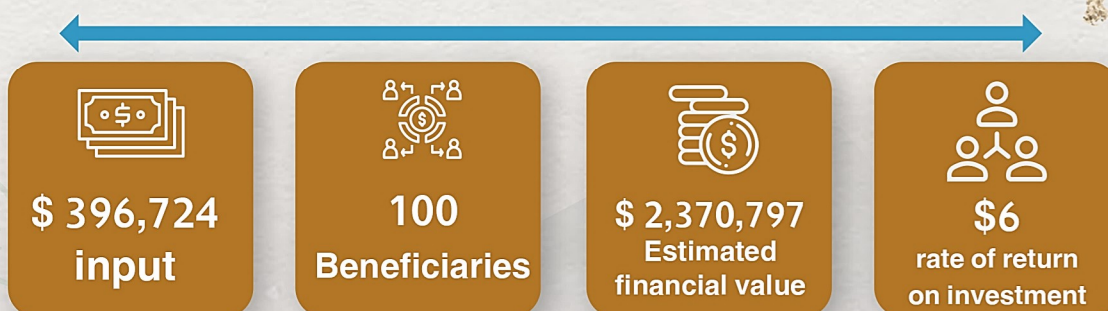 $ 396,724
input
100
Beneficiaries
$ 2,370,797
Estimated
financial value
$6
rate of return
on investment